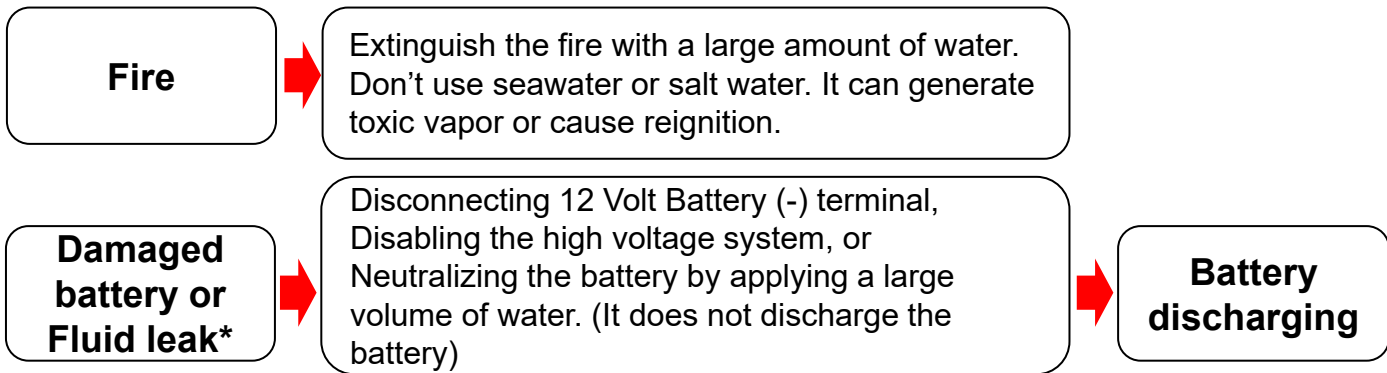 Fire
Extinguish the fire with a large amount of water.
Don’t use seawater or salt water. It can generate
toxic vapor or cause reignition.
Damaged
battery or
Fluid leak*
Disconnecting 12 Volt Battery (-) terminal,
Disabling the high voltage system, or
Neutralizing the battery by applying a large
volume of water. (It does not discharge the
battery)
Battery
discharging